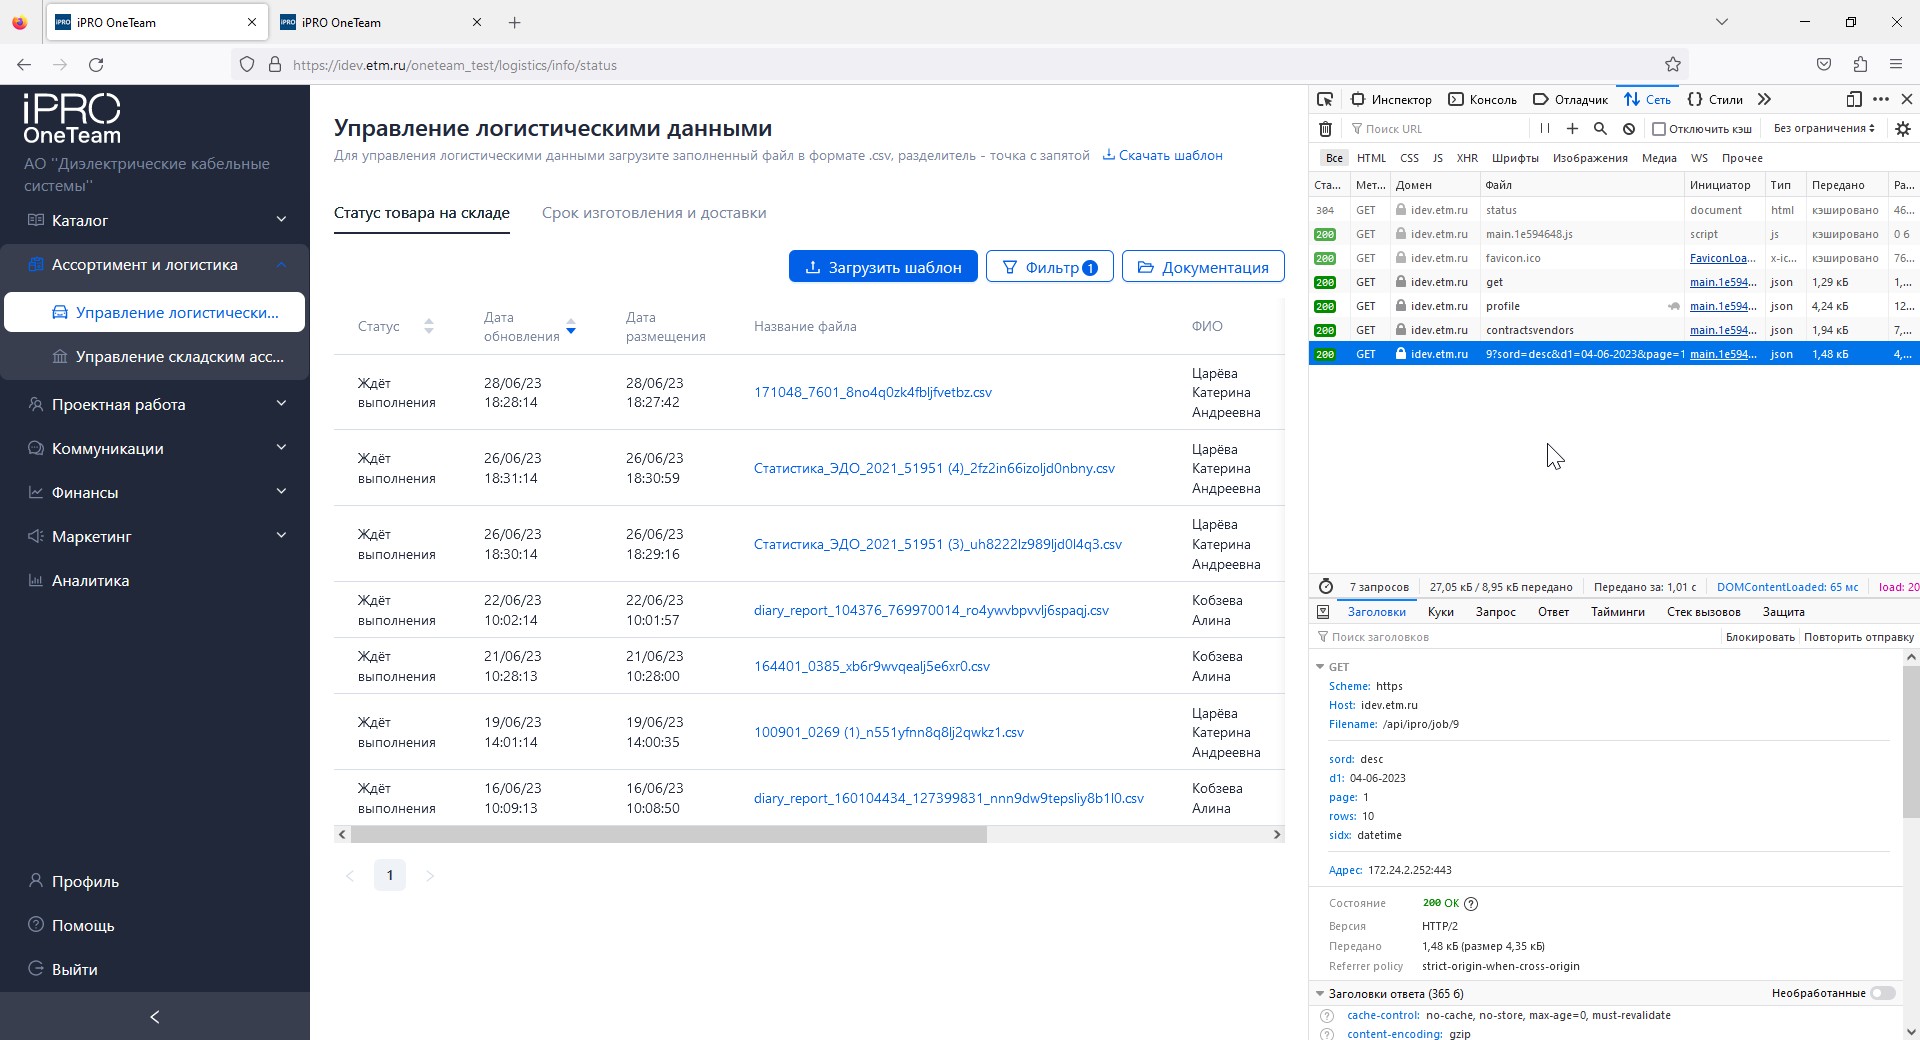 iPRO OneTeam
iPRO OneTeam
https://idev.etm.ru/oneteam_test/logistics/info/status
iPRO
OneTeam
АО "Диэлектрические кабельные
системы"
Каталог
Ассортимент и логистика
Управление логистически...
Управление складским асс...
Проектная работа
Коммуникации
Финансы
Маркетинг
Аналитика
Профиль
Помощь
Выйти
Управление логистическими данными
Для управления логистическими данными загрузите заполненный файл в формате .csv, разделитель - точка с запятой Скачать шаблон
Статус товара на складе Срок изготовления и доставки
Загрузить шаблон Фильтр 1 Документация
Статус Дата обновления Дата размещения Название файла ФИО
Ждёт выполнения 28/06/23 18:28:14 28/06/23 18:27:42 171048_7601_8no4q0zk4fbljfvetbz.csv Царёва Катерина Андреевна
Ждёт выполнения 26/06/23 18:31:14 26/06/23 18:30:59 Статистика_ЭДО_2021_51951 (4)_2fz2in66izoljd0nbny.csv Царёва Катерина Андреевна
Ждёт выполнения 26/06/23 18:30:14 26/06/23 18:29:16 Статистика_ЭДО_2021_51951 (3)_uh8222lz989ljd0l4q3.csv Царёва Катерина Андреевна
Ждёт выполнения 22/06/23 10:02:14 22/06/23 10:01:57 diary_report_104376_769970014_ro4ywvbpvvlj6spaqj.csv Кобзева Алина
Ждёт выполнения 21/06/23 10:28:13 21/06/23 10:28:00 164401_0385_xb6r9wvqealj5e6xr0.csv Кобзева Алина
Ждёт выполнения 19/06/23 14:01:14 19/06/23 14:00:35 100901_0269 (1)_n551yfnn8q8lj2qwkz1.csv Царёва Катерина Андреевна
Ждёт выполнения 16/06/23 10:09:13 16/06/23 10:08:50 diary_report_160104434_127399831_nnn9dw9tepsliy8b1l0.csv Кобзева Алина
1
Инспектор Консоль Отладчик Сеть Стили
Поиск URL Отключить кэш Без ограничения
Все HTML CSS JS XHR Шрифты Изображения Медиа WS Прочее
Ста... Мет... Домен Файл Инициатор Тип Передано Ра...
304 GET idev.etm.ru status document html кэшировано 46...
200 GET idev.etm.ru main.1e594648.js script js кэшировано 0 б
200 GET idev.etm.ru favicon.ico FaviconLoa... x-ic... кэшировано 76...
200 GET idev.etm.ru get main.1e594... json 1,29 кБ 1,...
200 GET idev.etm.ru profile main.1e594... json 4,24 кБ 12...
200 GET idev.etm.ru contractsvendors main.1e594... json 1,94 кБ 7,...
200 GET idev.etm.ru 9?sord=desc&d1=04-06-2023&page=1 main.1e594... json 1,48 кБ 4,...
7 запросов 27,05 кБ / 8,95 кБ передано Передано за: 1,01 с DOMContentLoaded: 65 мс load: 20
Заголовки Куки Запрос Ответ Тайминги Стек вызовов Защита
Поиск заголовков Блокировать Повторить отправку
GET
Scheme: https
Host: idev.etm.ru
Filename: /api/ipro/job/9
sord: desc
d1: 04-06-2023
page: 1
rows: 10
sidx: datetime
Адрес: 172.24.2.252:443
Состояние 200 OK
Версия HTTP/2
Передано 1,48 кБ (размер 4,35 кБ)
Referrer policy strict-origin-when-cross-origin
Заголовки ответа (365 б) Необработанные
cache-control: no-cache, no-store, max-age=0, must-revalidate
content-encoding: gzip